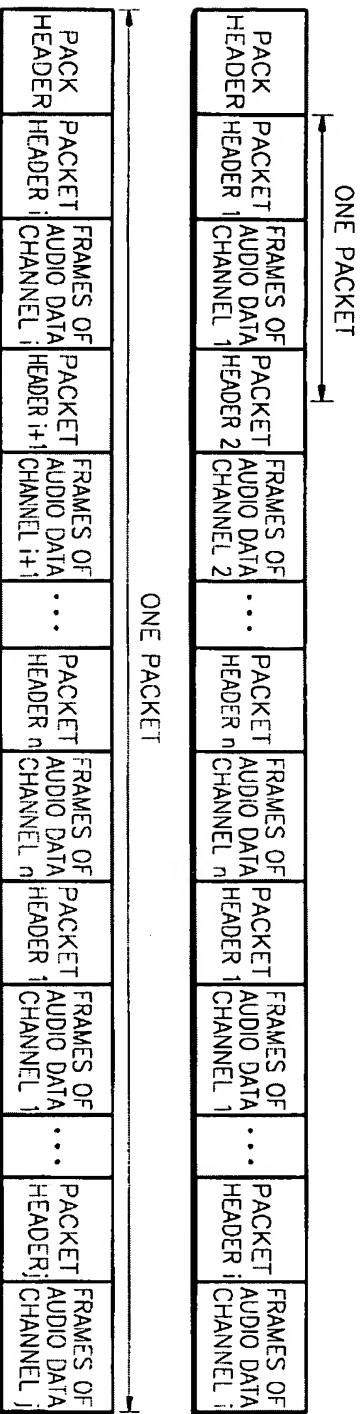 ONE PACKET
PACK
HEADER
PACKET
HEADER 1
FRAMES OF
AUDIO DATA
CHANNEL 1
PACKET
HEADER 2
FRAMES OF
AUDIO DATA
CHANNEL 2
...
PACKET
HEADER n
FRAMES OF
AUDIO DATA
CHANNEL n
PACKET
HEADER 1
FRAMES OF
AUDIO DATA
CHANNEL 1
...
PACKET
HEADER i
FRAMES OF
AUDIO DATA
CHANNEL i
ONE PACKET
PACK
HEADER
PACKET
HEADER i
FRAMES OF
AUDIO DATA
CHANNEL i
PACKET
HEADER i+1
FRAMES OF
AUDIO DATA
CHANNEL i+1
...
PACKET
HEADER n
FRAMES OF
AUDIO DATA
CHANNEL n
PACKET
HEADER 1
FRAMES OF
AUDIO DATA
CHANNEL 1
...
PACKET
HEADER j
FRAMES OF
AUDIO DATA
CHANNEL j